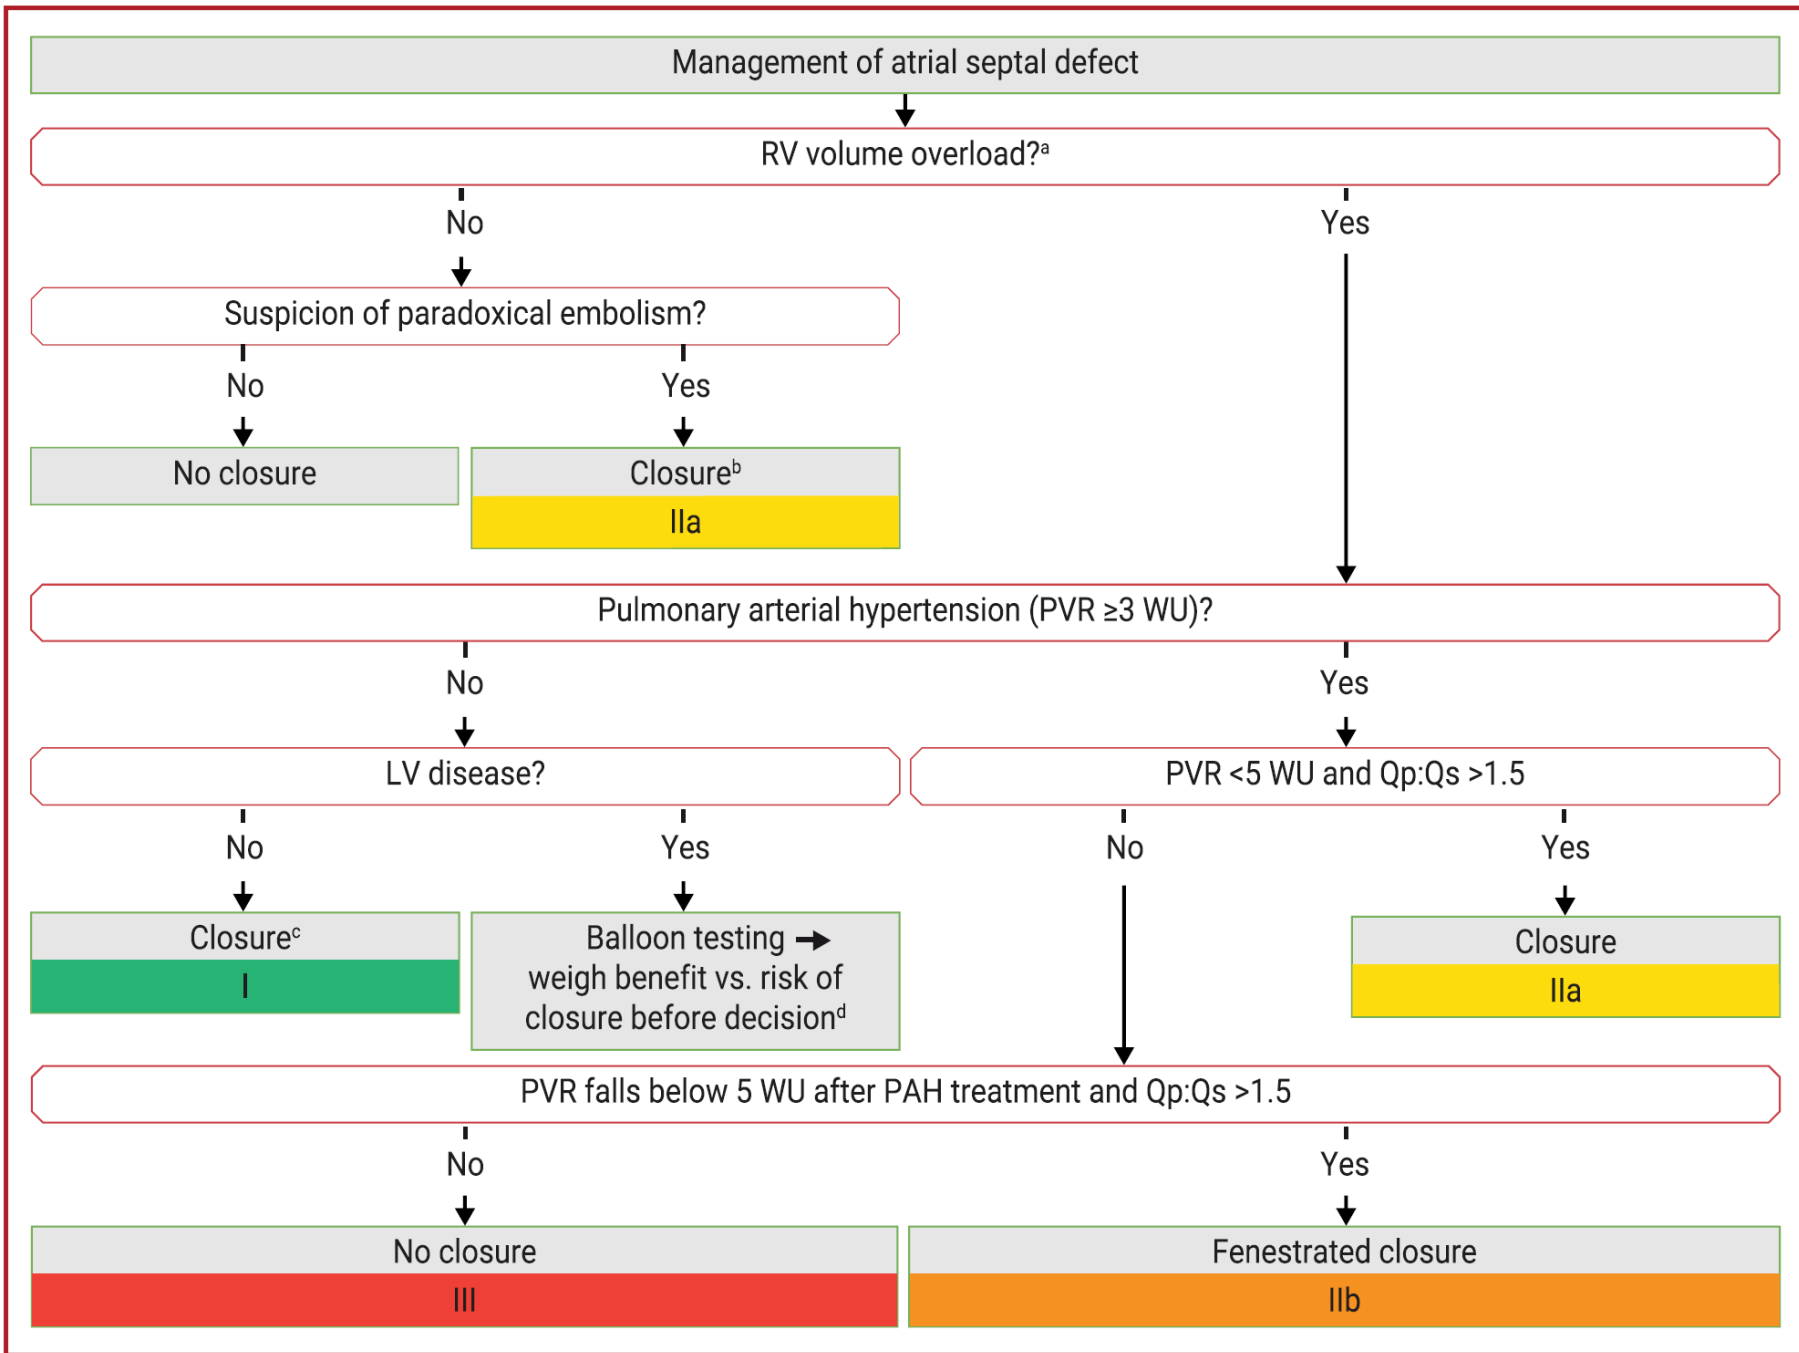 Management of atrial septal defect
RV volume overload?ᵃ
No
Yes
Suspicion of paradoxical embolism?
No
Yes
No closure
Closureᵇ
IIa
Pulmonary arterial hypertension (PVR ≥3 WU)?
No
Yes
LV disease?
PVR <5 WU and Qp:Qs >1.5
No
Yes
No
Yes
Closureᶜ
I
Balloon testing →
weigh benefit vs. risk of
closure before decisionᵈ
Closure
IIa
PVR falls below 5 WU after PAH treatment and Qp:Qs >1.5
No
Yes
No closure
III
Fenestrated closure
IIb